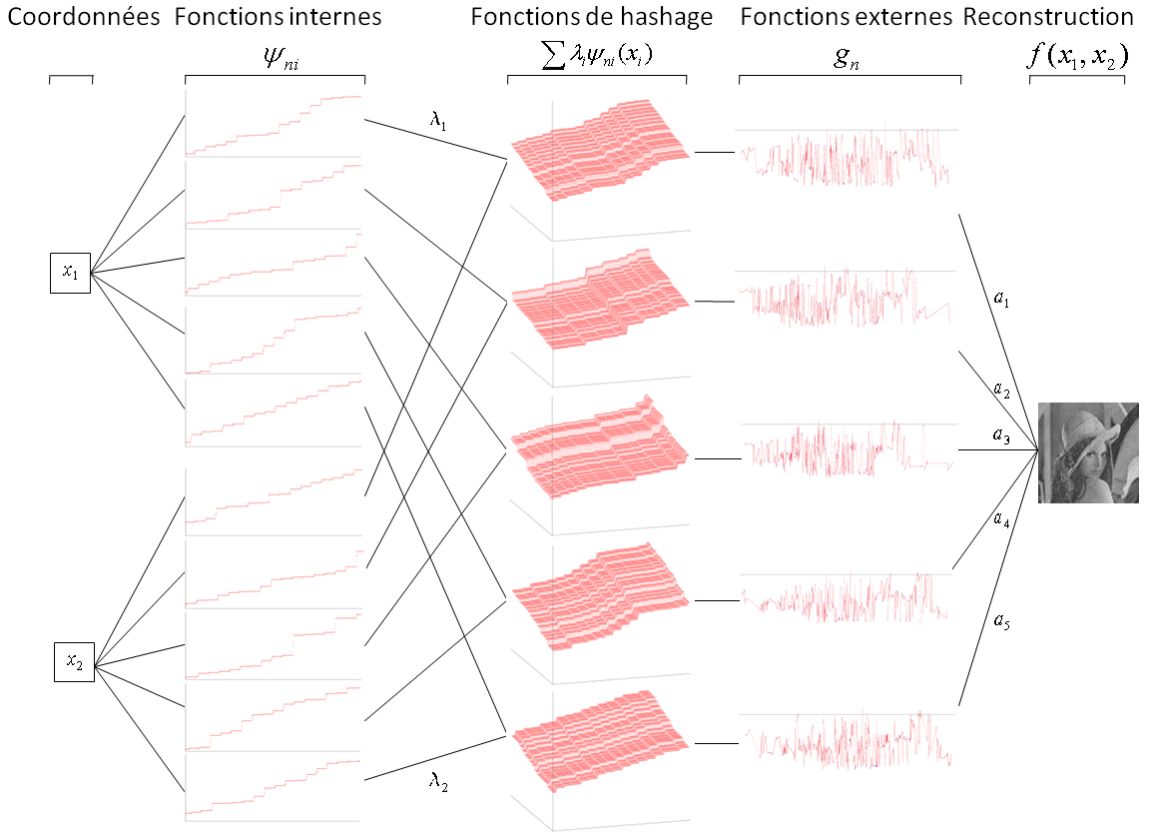 Coordonnées Fonctions internes Fonctions de hashage Fonctions externes Reconstruction
ψni ∑ λiψni(xi) gn f(x1, x2)
λ1
x1
a1
a2
a3
a4
a5
x2
λ2